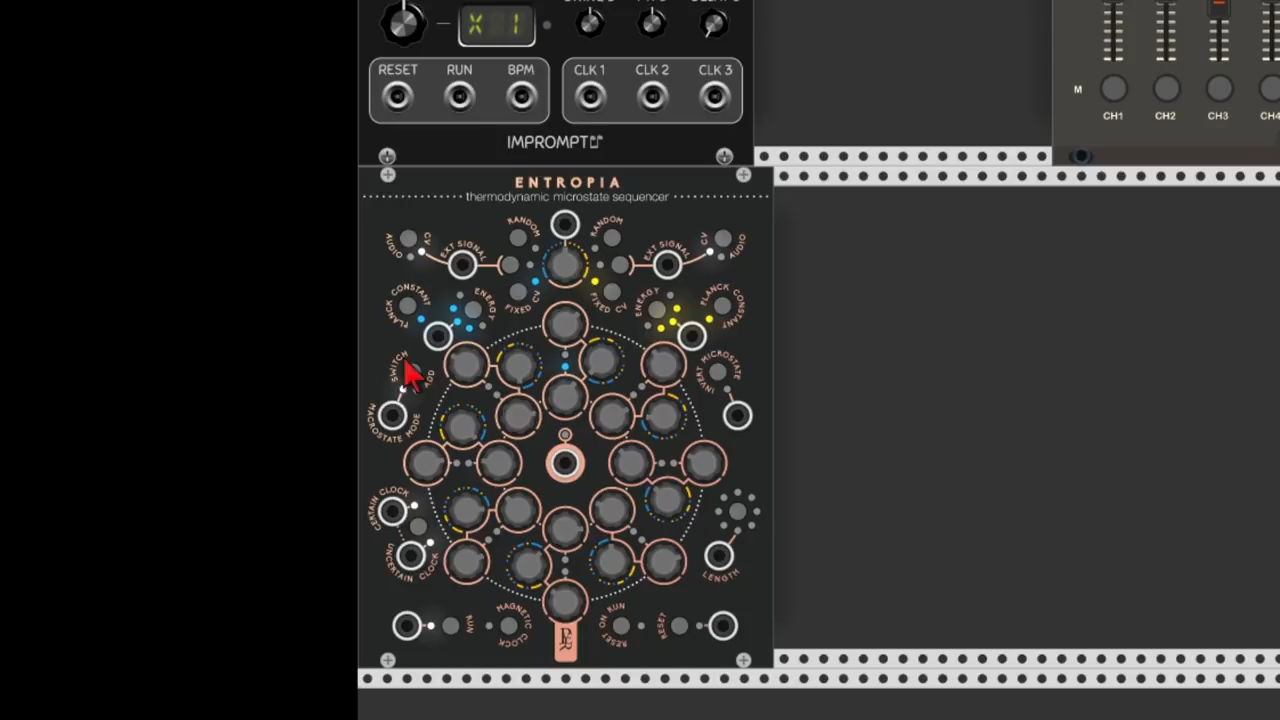 X 1
RESET RUN BPM CLK 1 CLK 2 CLK 3
IMPROMPT
M
CH1 CH2 CH3 CH4
ENTROPIA
thermodynamic microstate sequencer
RANDOM RANDOM
AUDIO CV EXT SIGNAL EXT SIGNAL CV AUDIO
FIXED CV FIXED CV
PLANCK CONSTANT ENERGY ENERGY PLANCK CONSTANT
SWITCH ADD INVERT MICROSTATE
MACROSTATE MODE
CERTAIN CLOCK
UNCERTAIN CLOCK LENGTH
RUN MAGNETIC CLOCK RESET ON RUN RESET